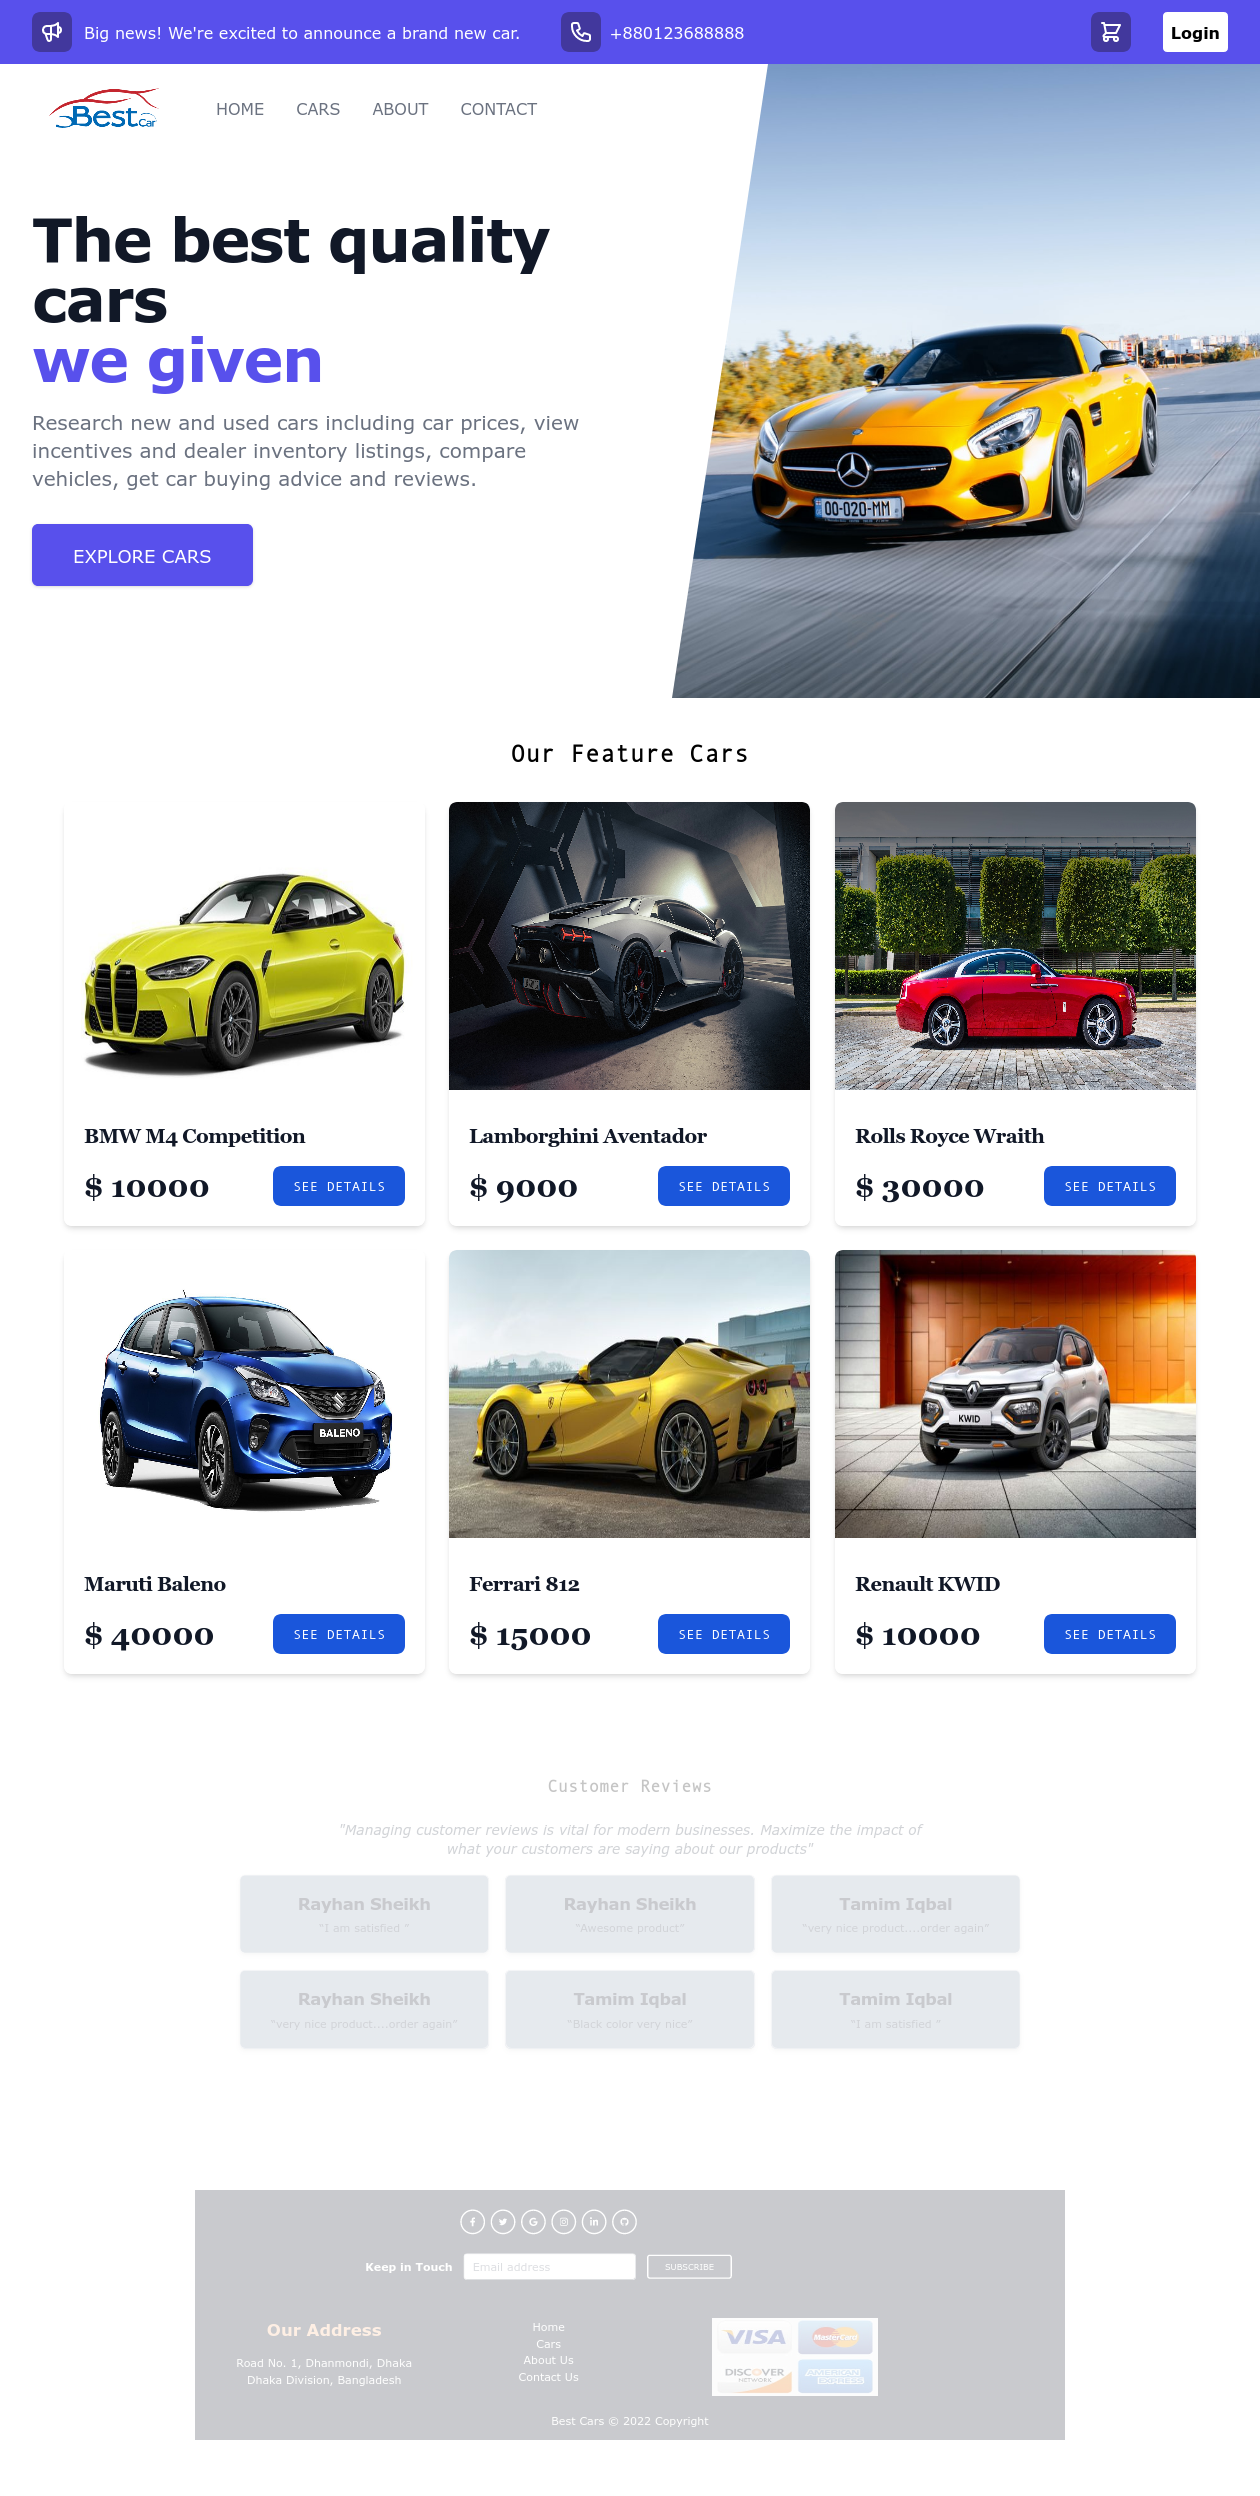 Big news! We're excited to announce a brand new car.
+880123688888
Login
Best Car
HOME
CARS
ABOUT
CONTACT
The best quality
cars
we given
Research new and used cars including car prices, view
incentives and dealer inventory listings, compare
vehicles, get car buying advice and reviews.
EXPLORE CARS
00-020-MM
Our Feature Cars
BMW M4 Competition
$ 10000
SEE DETAILS
Lamborghini Aventador
$ 9000
SEE DETAILS
Rolls Royce Wraith
$ 30000
SEE DETAILS
BALENO
KWID
Maruti Baleno
$ 40000
SEE DETAILS
Ferrari 812
$ 15000
SEE DETAILS
Renault KWID
$ 10000
SEE DETAILS
Customer Reviews
"Managing customer reviews is vital for modern businesses. Maximize the impact of
what your customers are saying about our products"
Rayhan Sheikh
"I am satisfied "
Rayhan Sheikh
"Awesome product"
Tamim Iqbal
"very nice product....order again"
Rayhan Sheikh
"very nice product....order again"
Tamim Iqbal
"Black color very nice"
Tamim Iqbal
"I am satisfied "
Keep in Touch
Email address
SUBSCRIBE
Our Address
Road No. 1, Dhanmondi, Dhaka
Dhaka Division, Bangladesh
Home
Cars
About Us
Contact Us
VISA
MasterCard
DISCOVER
NETWORK
AMERICAN
EXPRESS
Best Cars © 2022 Copyright